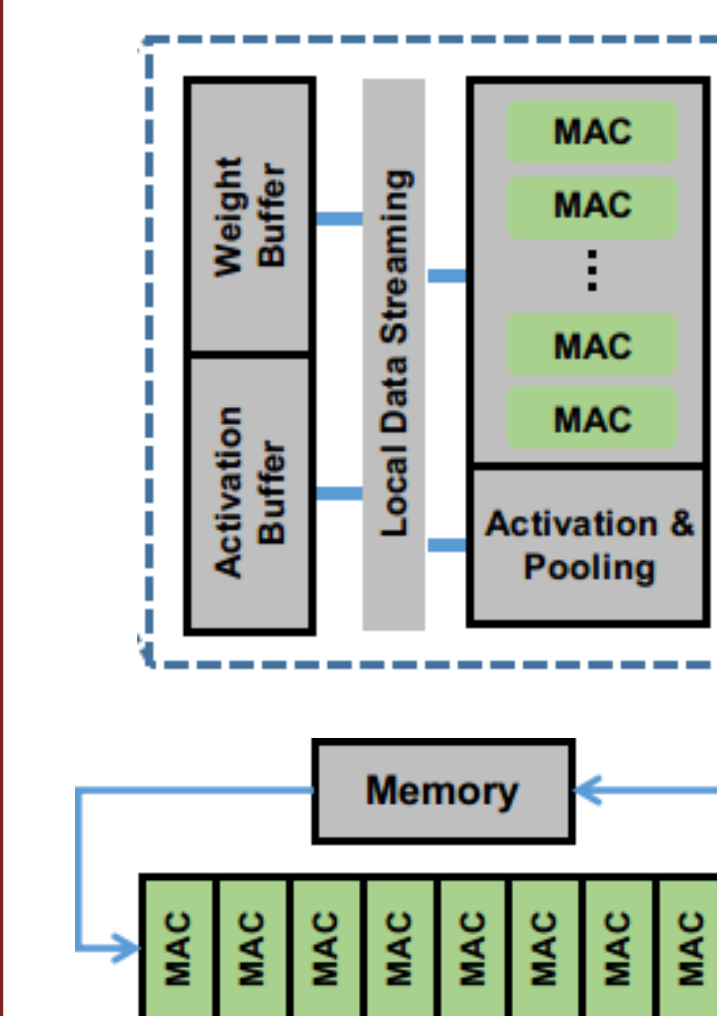 Weight
Buffer
Activation
Buffer
Local Data Streaming
MAC
MAC
⋮
MAC
MAC
Activation &
Pooling
Memory
MAC MAC MAC MAC MAC MAC MAC MAC